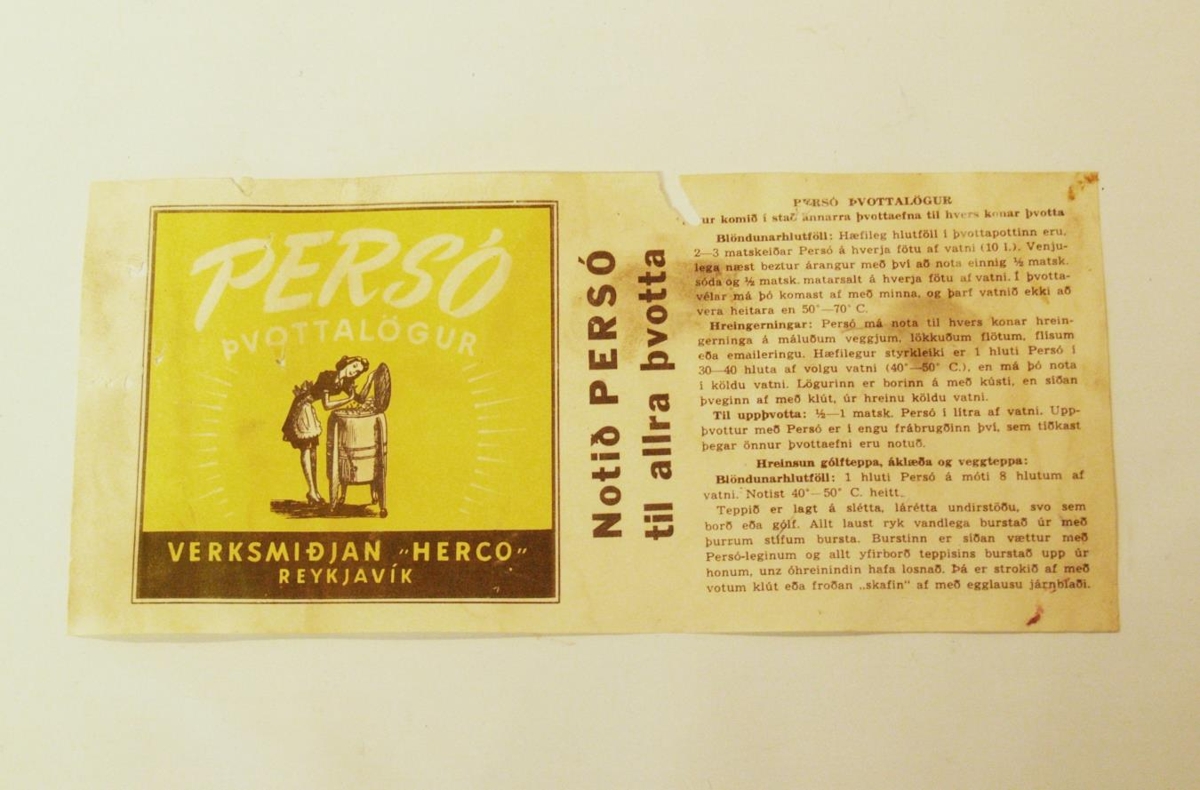 PERSÓ
ÞVOTTALÖGUR
VERKSMIÐJAN „HERCO"
REYKJAVÍK
Notið PERSÓ
til allra þvotta
PERSÓ ÞVOTTALÖGUR
ur komið í stað annarra þvottaefna til hvers konar þvotta
Blöndunarhlutföll: Hæfileg hlutföll í þvottapottinn eru,
2—3 matskeiðar Persó á hverja fötu af vatni (10 l.). Venju-
lega næst beztur árangur með því að nota einnig ½ matsk.
sóda og ½ matsk. matarsalt á hverja fötu af vatni. Í þvotta-
vélar má þó komast af með minna, og þarf vatnið ekki að
vera heitara en 50°—70° C.
Hreingerningar: Persó má nota til hvers konar hrein-
gerninga á máluðum veggjum, lökkuðum flötum, flísum
eða emaileringu. Hæfilegur styrkleiki er 1 hluti Persó í
30—40 hluta af volgu vatni (40°—50° C.), en má þó nota
í köldu vatni. Lögurinn er borinn á með kústi, en síðan
þveginn af með klút, úr hreinu köldu vatni.
Til uppþvotta: ½—1 matsk. Persó í lítra af vatni. Upp-
þvottur með Persó er í engu frábrugðinn því, sem tíðkast
þegar önnur þvottaefni eru notuð.
Hreinsun gólfteppa, áklæða og veggteppa:
Blöndunarhlutföll: 1 hluti Persó á móti 8 hlutum af
vatni. Notist 40°—50° C. heitt.
Teppið er lagt á slétta, lárétta undirstöðu, svo sem
borð eða gólf. Allt laust ryk vandlega burstað úr með
þurrum stífum bursta. Burstinn er síðan vættur með
Persó-leginum og allt yfirborð teppisins burstað upp úr
honum, unz óhreinindin hafa losnað. Þá er strokið af með
votum klút eða froðan „skafin" af með egglausu járnblaði.